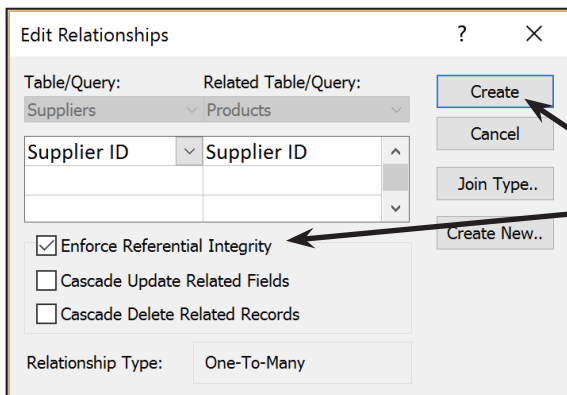 Edit Relationships ? X
Table/Query: Related Table/Query:
Suppliers Products
Supplier ID Supplier ID
Enforce Referential Integrity
Cascade Update Related Fields
Cascade Delete Related Records
Relationship Type: One-To-Many
Create
Cancel
Join Type..
Create New..